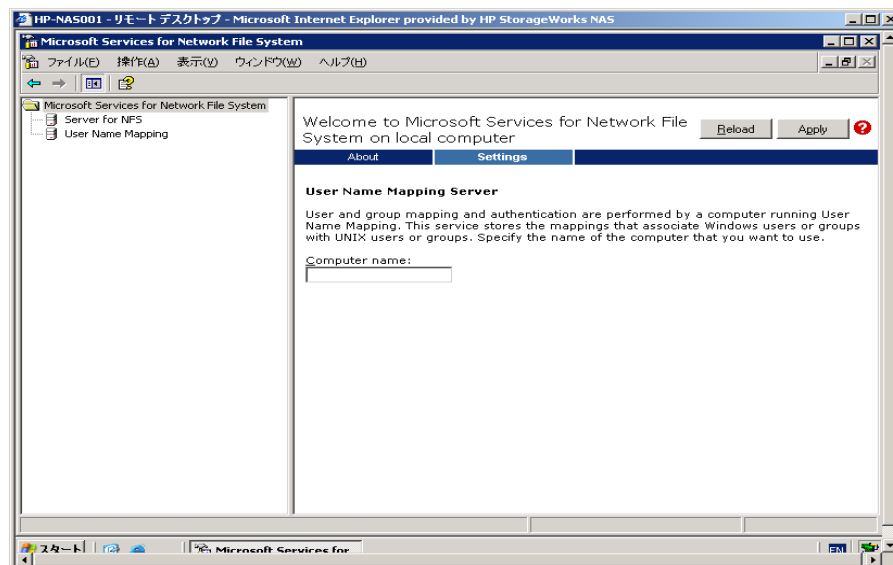 HP-NAS001 - リモート デスクトップ - Microsoft Internet Explorer provided by HP StorageWorks NAS
Microsoft Services for Network File System
ファイル(F) 操作(A) 表示(V) ウィンドウ(W) ヘルプ(H)
Microsoft Services for Network File System
Server for NFS
User Name Mapping
Welcome to Microsoft Services for Network File
System on local computer
Reload
Apply
About
Settings
User Name Mapping Server
User and group mapping and authentication are performed by a computer running User
Name Mapping. This service stores the mappings that associate Windows users or groups
with UNIX users or groups. Specify the name of the computer that you want to use.
Computer name:
スタート
Microsoft Services for
EN